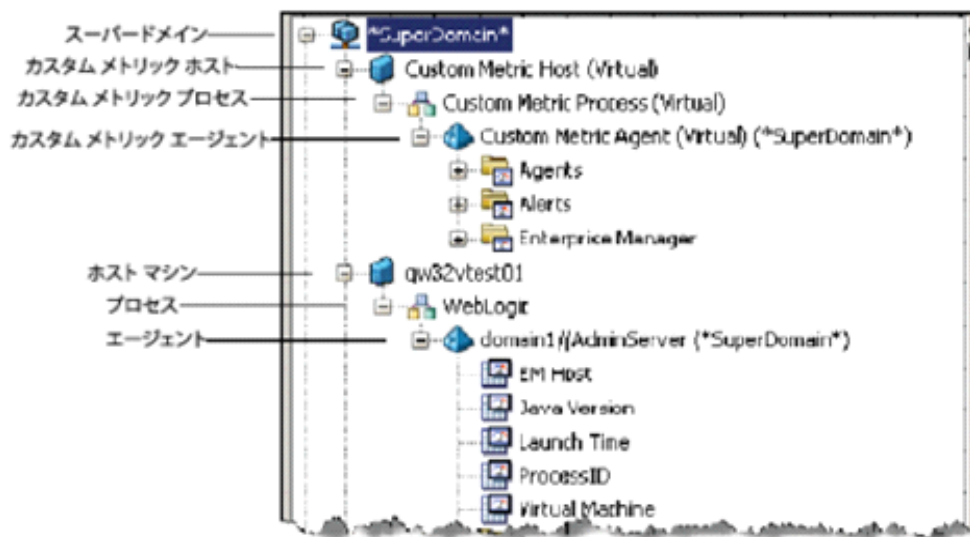 スーパードメイン *SuperDomain*
カスタム メトリック ホスト Custom Metric Host (Virtual)
カスタム メトリック プロセス Custom Metric Process (Virtual)
カスタム メトリック エージェント Custom Metric Agent (Virtual) (*SuperDomain*)
Agents
Alerts
Enterprise Manager
ホスト マシン qw32vtest01
プロセス WebLogic
エージェント domain1/(AdminServer (*SuperDomain*)
EM Host
Java Version
Launch Time
ProcessID
Virtual Machine